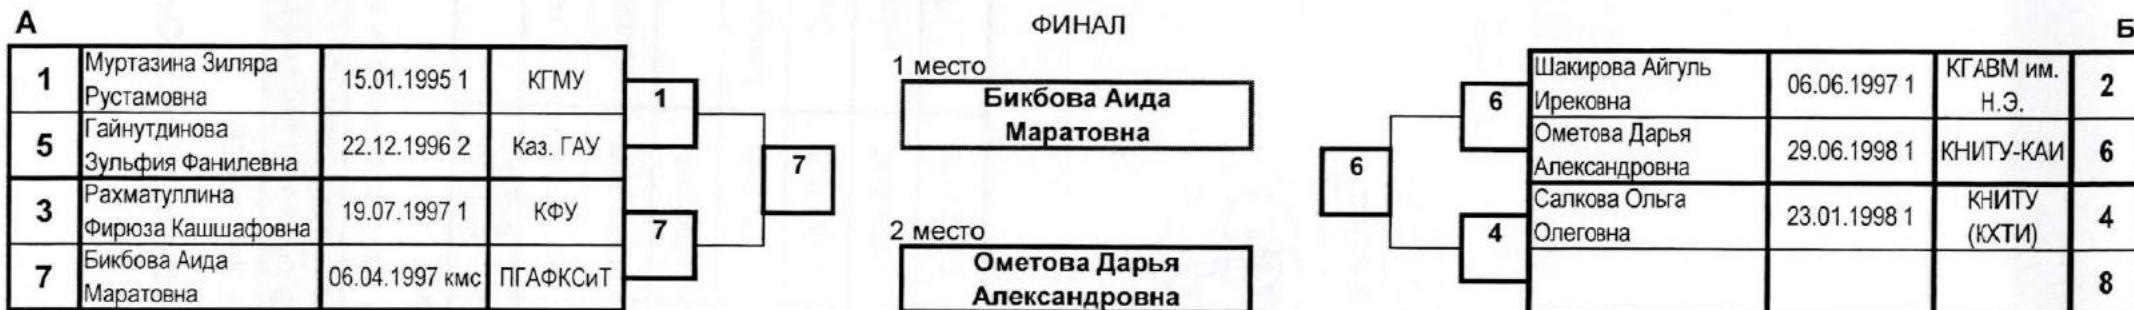 А
ФИНАЛ
Б
1
Муртазина Зиляра
Рустамовна
15.01.1995 1
КГМУ
5
Гайнутдинова
Зульфия Фанилевна
22.12.1996 2
Каз. ГАУ
3
Рахматуллина
Фирюза Кашшафовна
19.07.1997 1
КФУ
7
Бикбова Аида
Маратовна
06.04.1997 кмс
ПГАФКСиТ
1
7
7
1 место
Бикбова Аида
Маратовна
2 место
Ометова Дарья
Александровна
6
6
4
Шакирова Айгуль
Ирековна
06.06.1997 1
КГАВМ им.
Н.Э.
2
Ометова Дарья
Александровна
29.06.1998 1
КНИТУ-КАИ
6
Салкова Ольга
Олеговна
23.01.1998 1
КНИТУ
(КХТИ)
4
8